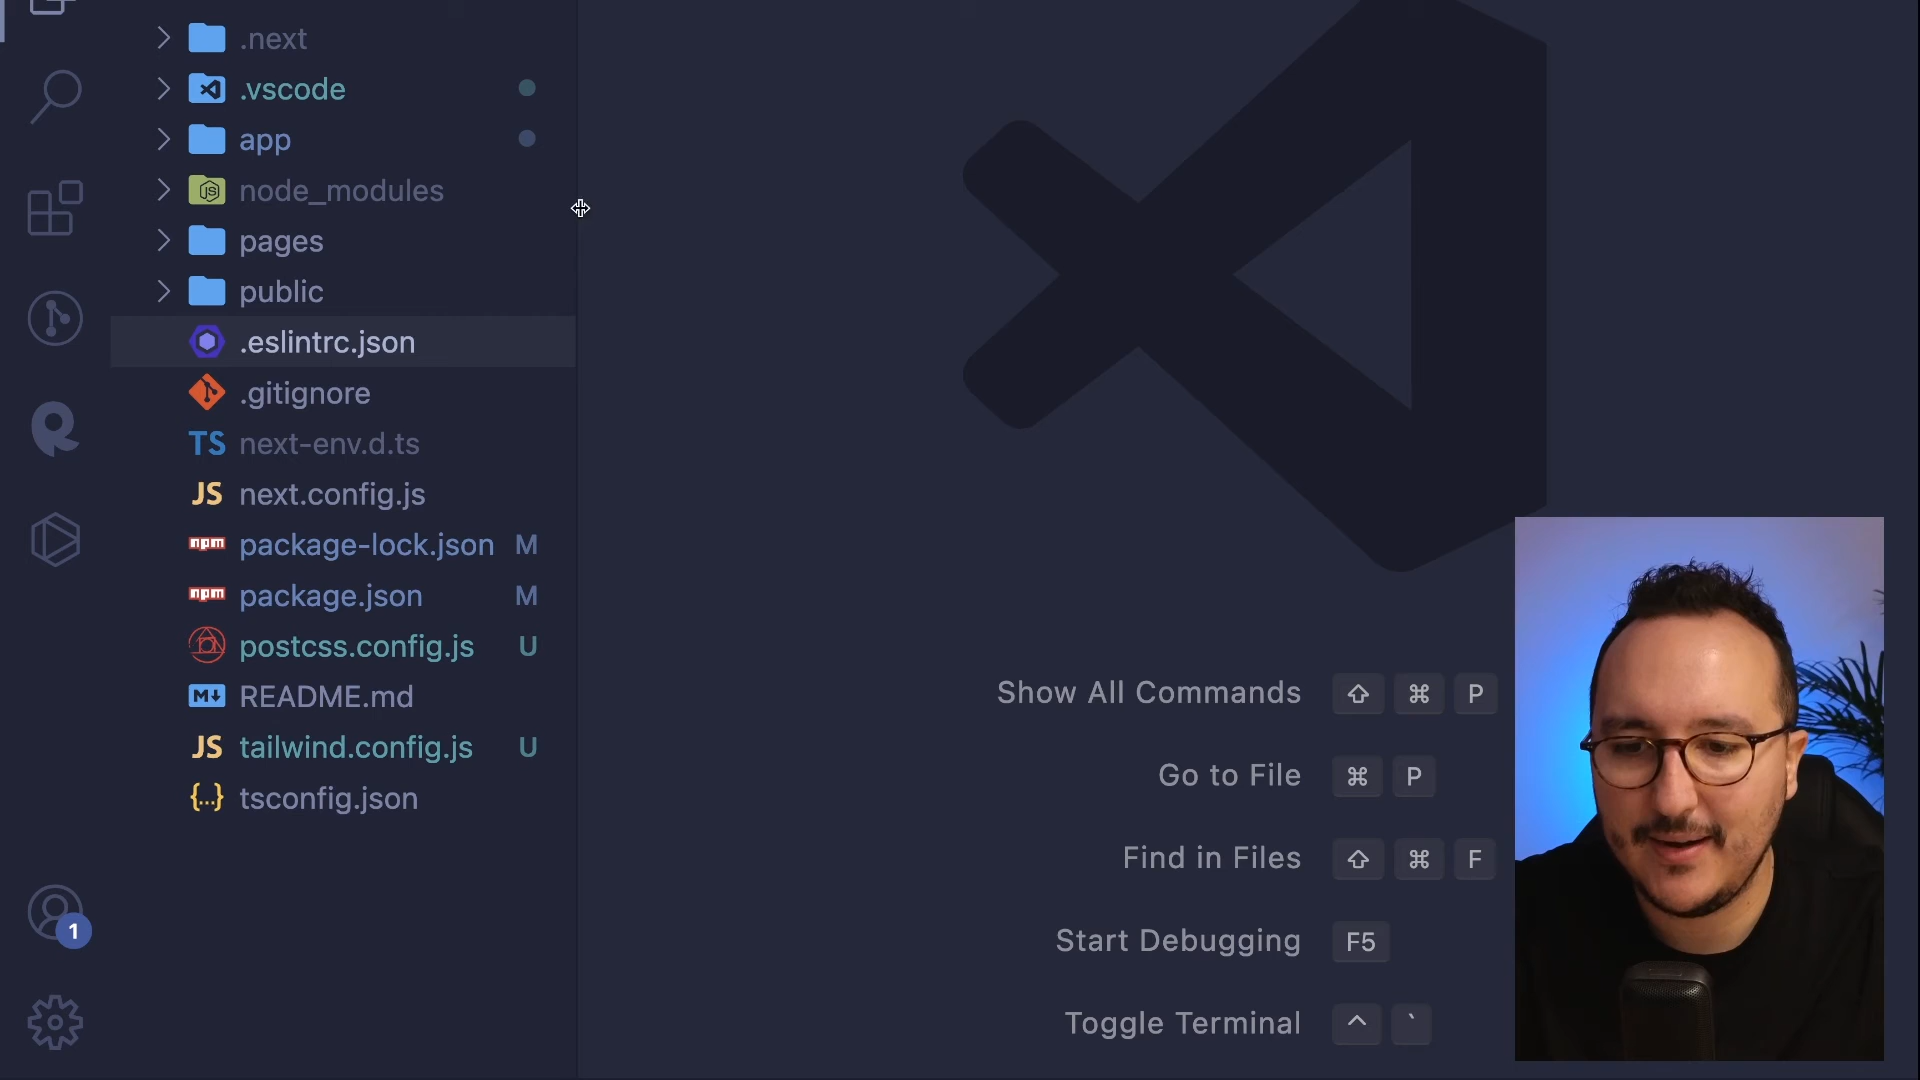 .next
.vscode
app
node_modules
pages
public
.eslintrc.json
.gitignore
TS next-env.d.ts
JS next.config.js
npm package-lock.json M
npm package.json M
postcss.config.js U
M↓ README.md
JS tailwind.config.js U
{...} tsconfig.json
1
Show All Commands ⇧ ⌘ P
Go to File ⌘ P
Find in Files ⇧ ⌘ F
Start Debugging F5
Toggle Terminal ^ `